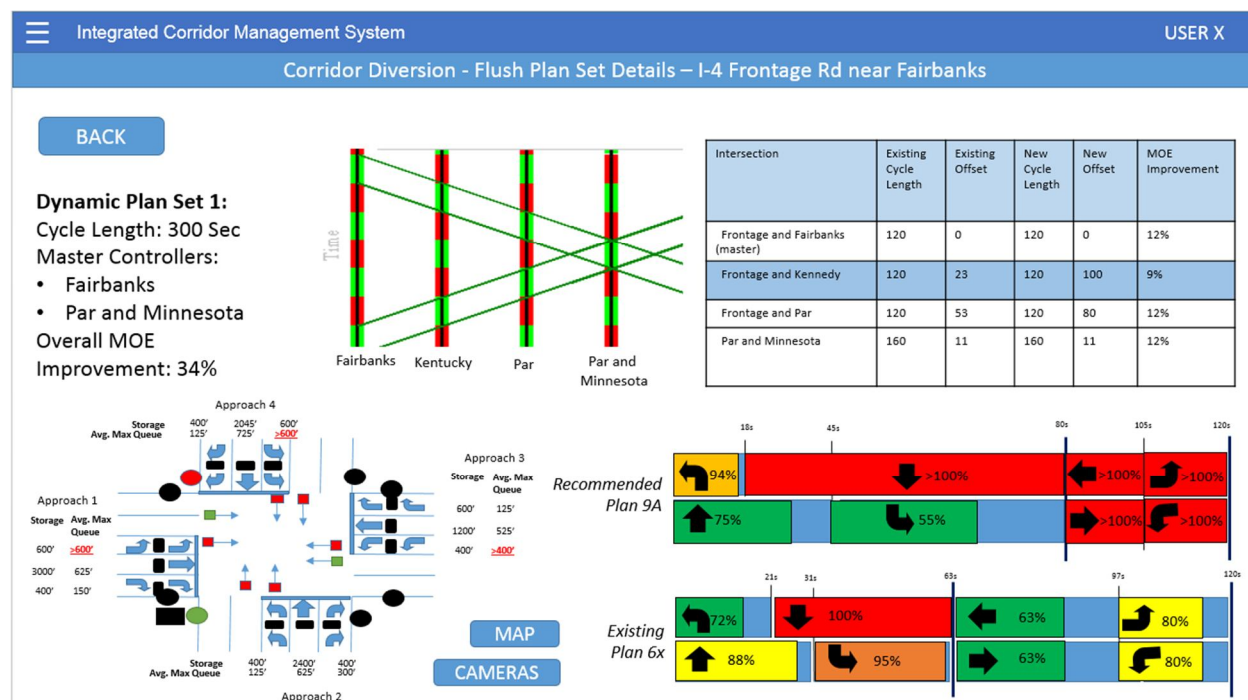 Integrated Corridor Management System
USER X
Corridor Diversion - Flush Plan Set Details – I-4 Frontage Rd near Fairbanks
BACK
Dynamic Plan Set 1:
Cycle Length: 300 Sec
Master Controllers:
• Fairbanks
• Par and Minnesota
Overall MOE
Improvement: 34%
Time
Fairbanks
Kentucky
Par
Par and
Minnesota
Intersection
Existing
Cycle
Length
Existing
Offset
New
Cycle
Length
New
Offset
MOE
Improvement
Frontage and Fairbanks
(master)
120 0 120 0 12%
Frontage and Kennedy 120 23 120 100 9%
Frontage and Par 120 53 120 80 12%
Par and Minnesota 160 11 160 11 12%
Approach 4
Storage 400' 2045' 600'
Avg. Max Queue 125' 725' >600'
Approach 3
Storage Avg. Max
Queue
600' 125'
1200' 525'
400' >400'
Approach 1
Storage Avg. Max
Queue
600' >600'
3000' 625'
400' 150'
Storage 400' 2400' 400'
Avg. Max Queue 125' 625' 300'
Approach 2
MAP
CAMERAS
18s 45s 80s 105s 120s
Recommended
Plan 9A
94% >100% >100% >100%
75% 55% >100% >100%
21s 31s 63s 97s 120s
Existing
Plan 6x
72% 100% 63% 80%
88% 95% 63% 80%